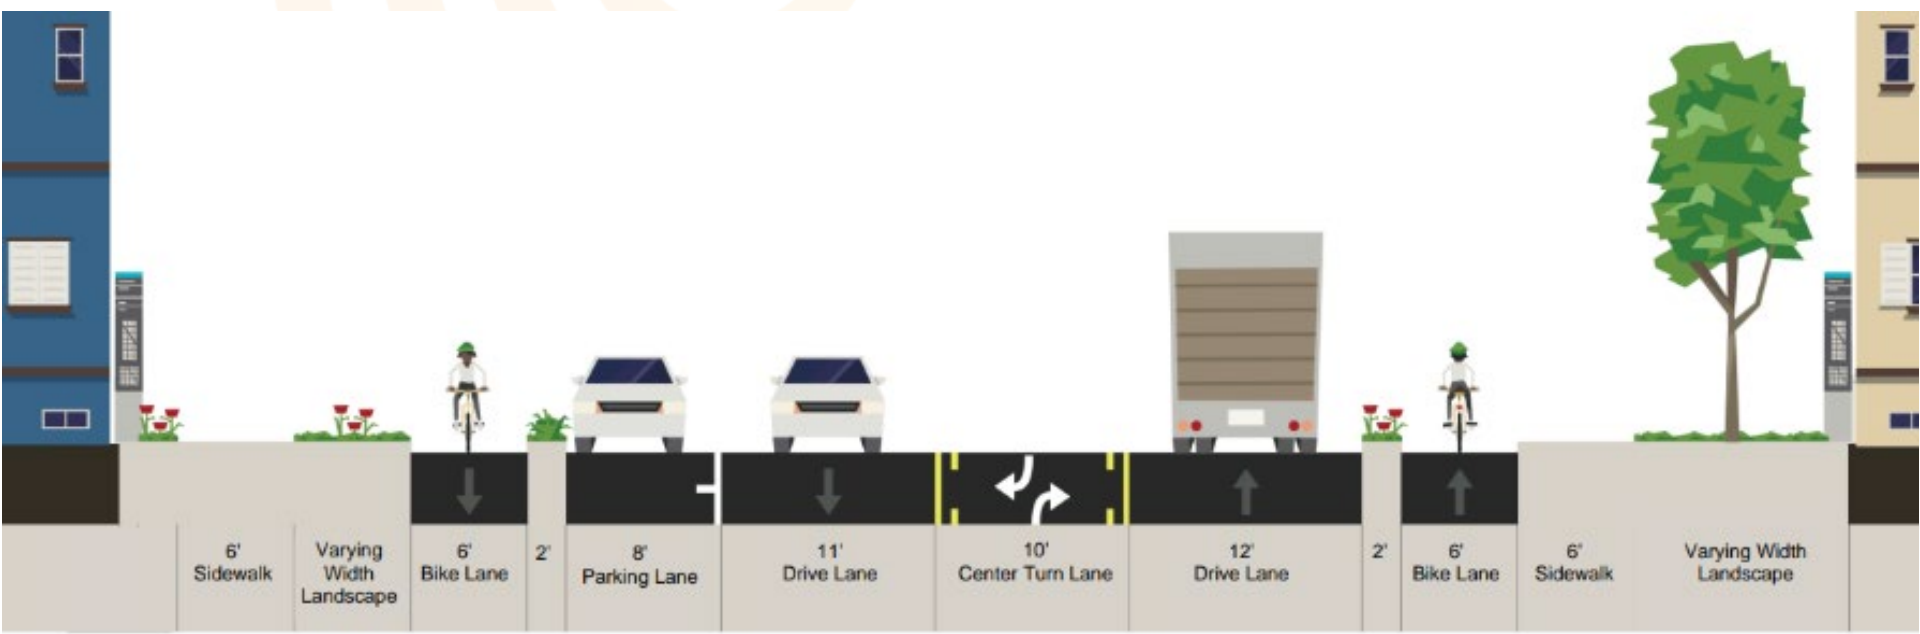 6'
Sidewalk
Varying
Width
Landscape
6'
Bike Lane
2'
8'
Parking Lane
11'
Drive Lane
10'
Center Turn Lane
12'
Drive Lane
2'
6'
Bike Lane
6'
Sidewalk
Varying Width
Landscape